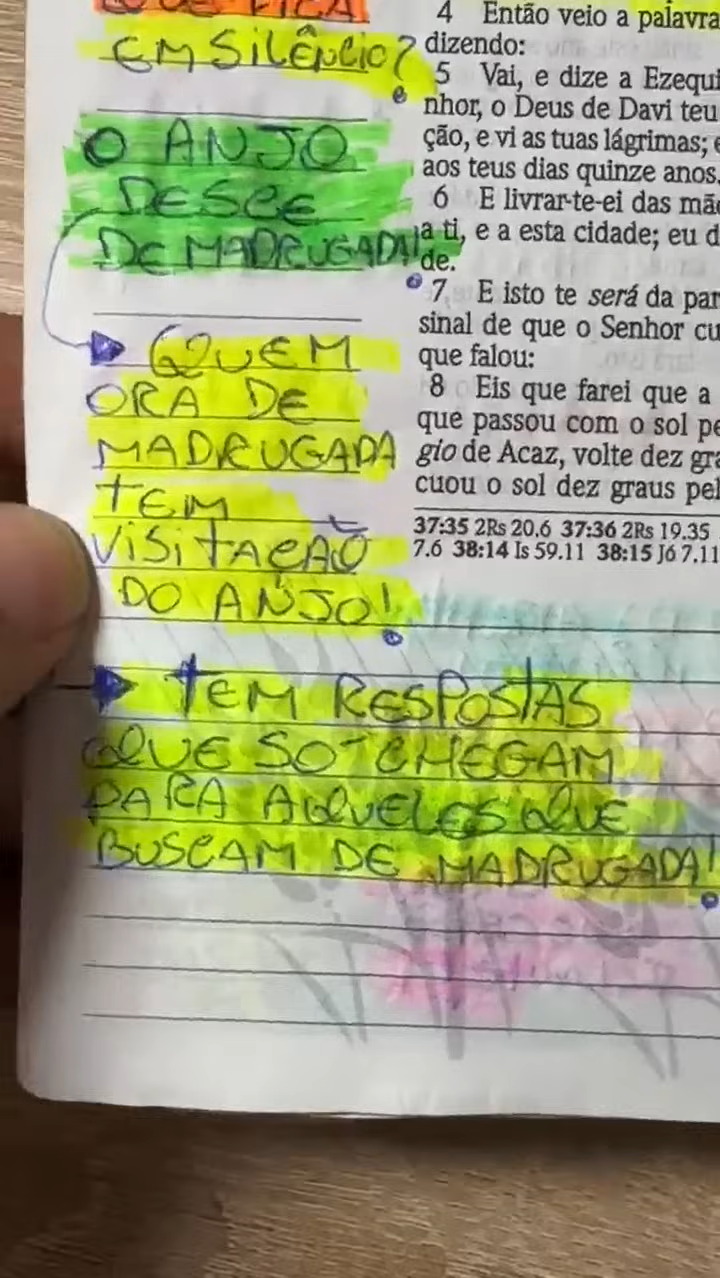 QUE FICA
EM SILÊNCIO?
O ANJO
DESCE
DE MADRUGADA!
QUEM
ORA DE
MADRUGADA
TEM
VISITAÇÃO
DO ANJO!
TEM RESPOSTAS
QUE SÓ CHEGAM
PARA AQUELES QUE
BUSCAM DE MADRUGADA!
4 Então veio a palavra
dizendo:
5 Vai, e dize a Ezequi
nhor, o Deus de Davi teu
ção, e vi as tuas lágrimas; e
aos teus dias quinze anos.
6 E livrar-te-ei das mão
a ti, e a esta cidade; eu d
de.
7 E isto te será da par
sinal de que o Senhor cu
que falou:
8 Eis que farei que a
que passou com o sol pe
gio de Acaz, volte dez gra
cuou o sol dez graus pel
37:35 2Rs 20.6 37:36 2Rs 19.35
7.6 38:14 Is 59.11 38:15 Jó 7.11